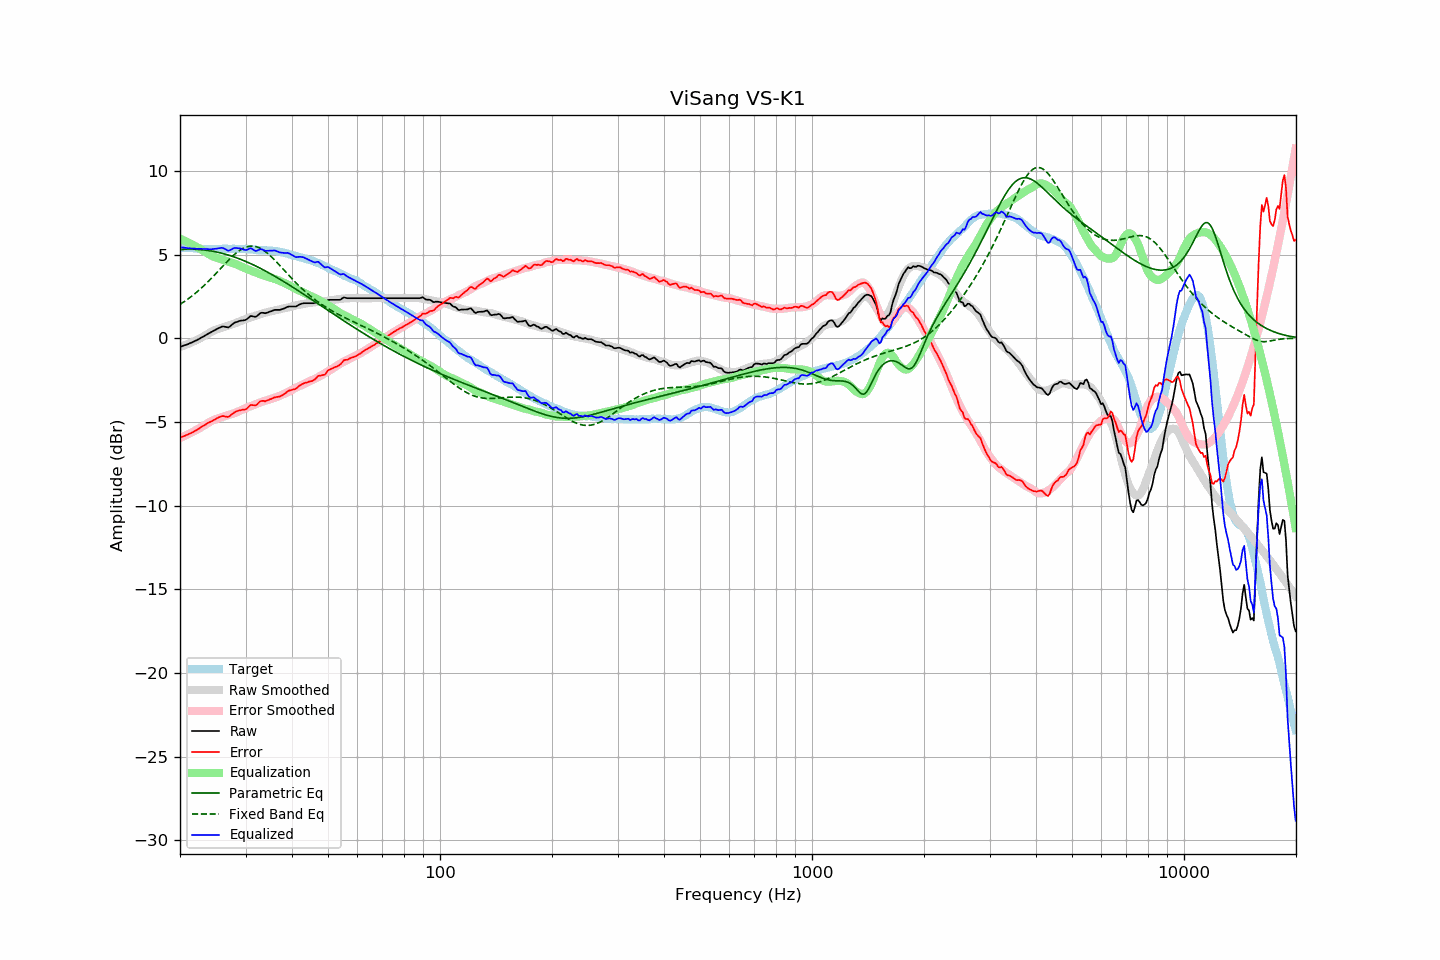 ViSang VS-K1
10
5
0
−5
−10
−15
−20
−25
−30
Amplitude (dBr)
Target
Raw Smoothed
Error Smoothed
Raw
Error
Equalization
Parametric Eq
Fixed Band Eq
Equalized
100
1000
10000
Frequency (Hz)